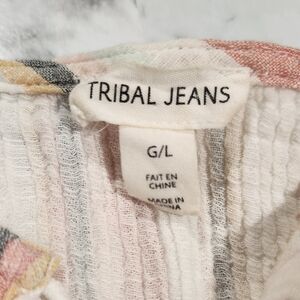 TRIBAL JEANS
G/L
FAIT EN
CHINE
MADE IN
CHINA